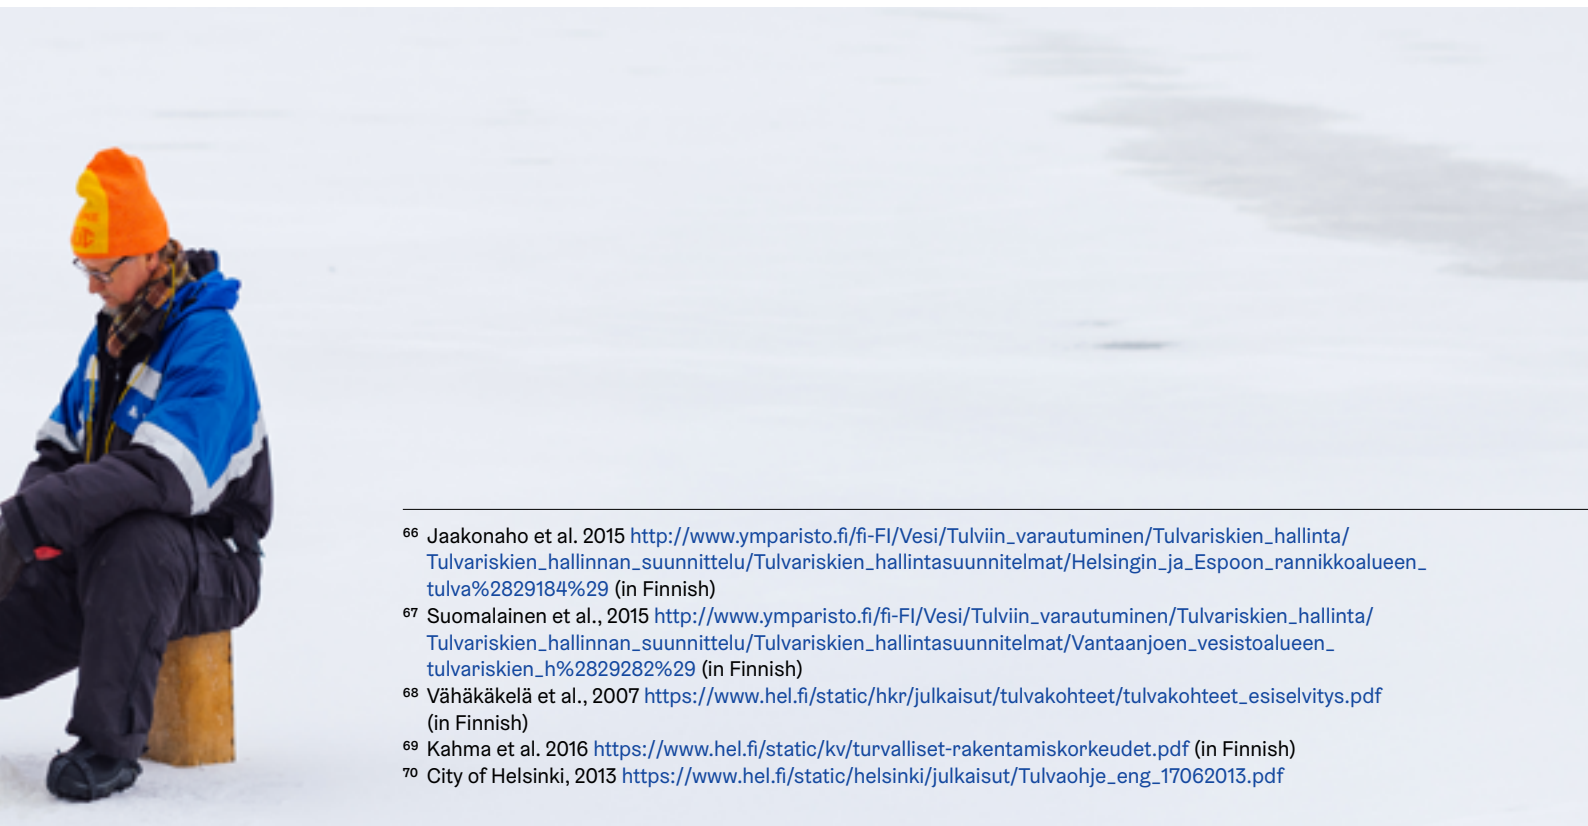 66 Jaakonaho et al. 2015 http://www.ymparisto.fi/fi-FI/Vesi/Tulviin_varautuminen/Tulvariskien_hallinta/
Tulvariskien_hallinnan_suunnittelu/Tulvariskien_hallintasuunnitelmat/Helsingin_ja_Espoon_rannikkoalueen_
tulva%2829184%29 (in Finnish)
67 Suomalainen et al., 2015 http://www.ymparisto.fi/fi-FI/Vesi/Tulviin_varautuminen/Tulvariskien_hallinta/
Tulvariskien_hallinnan_suunnittelu/Tulvariskien_hallintasuunnitelmat/Vantaanjoen_vesistoalueen_
tulvariskien_h%2829282%29 (in Finnish)
68 Vähäkäkelä et al., 2007 https://www.hel.fi/static/hkr/julkaisut/tulvakohteet/tulvakohteet_esiselvitys.pdf
(in Finnish)
69 Kahma et al. 2016 https://www.hel.fi/static/kv/turvalliset-rakentamiskorkeudet.pdf (in Finnish)
70 City of Helsinki, 2013 https://www.hel.fi/static/helsinki/julkaisut/Tulvaohje_eng_17062013.pdf